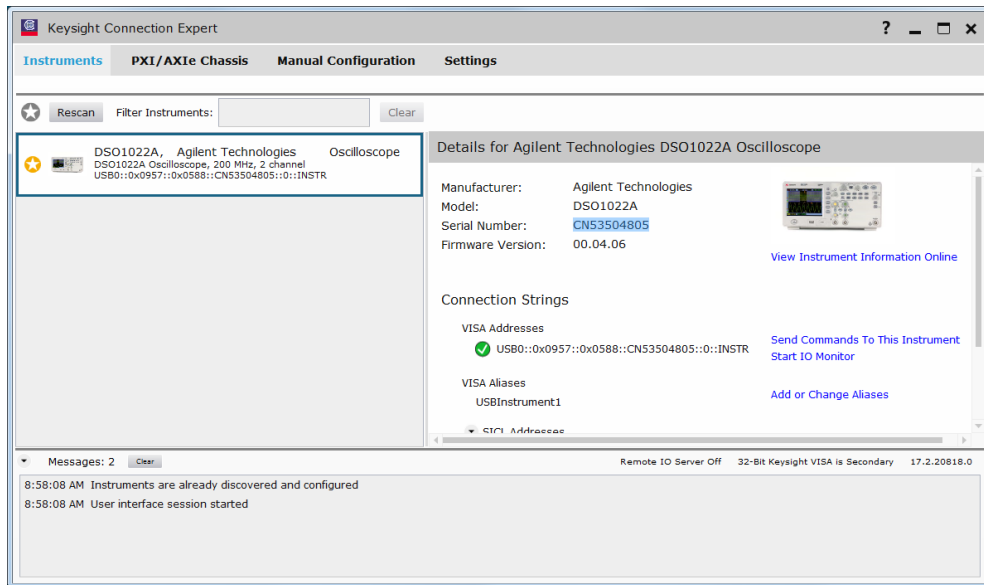 Keysight Connection Expert
?
Instruments PXI/AXIe Chassis Manual Configuration Settings
Rescan Filter Instruments: Clear
DSO1022A, Agilent Technologies Oscilloscope
DSO1022A Oscilloscope, 200 MHz, 2 channel
USB0::0x0957::0x0588::CN53504805::0::INSTR
Details for Agilent Technologies DSO1022A Oscilloscope
Manufacturer: Agilent Technologies
Model: DSO1022A
Serial Number: CN53504805
Firmware Version: 00.04.06
View Instrument Information Online
Connection Strings
VISA Addresses
USB0::0x0957::0x0588::CN53504805::0::INSTR
Send Commands To This Instrument
Start IO Monitor
VISA Aliases
USBInstrument1
Add or Change Aliases
SICL Addresses
Messages: 2 Clear
Remote IO Server Off 32-Bit Keysight VISA is Secondary 17.2.20818.0
8:58:08 AM Instruments are already discovered and configured
8:58:08 AM User interface session started